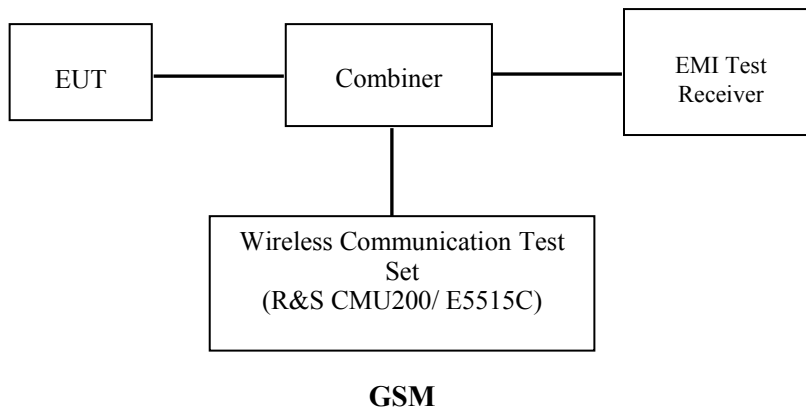 EUT
Combiner
EMI Test
Receiver
Wireless Communication Test
Set
(R&S CMU200/ E5515C)
GSM